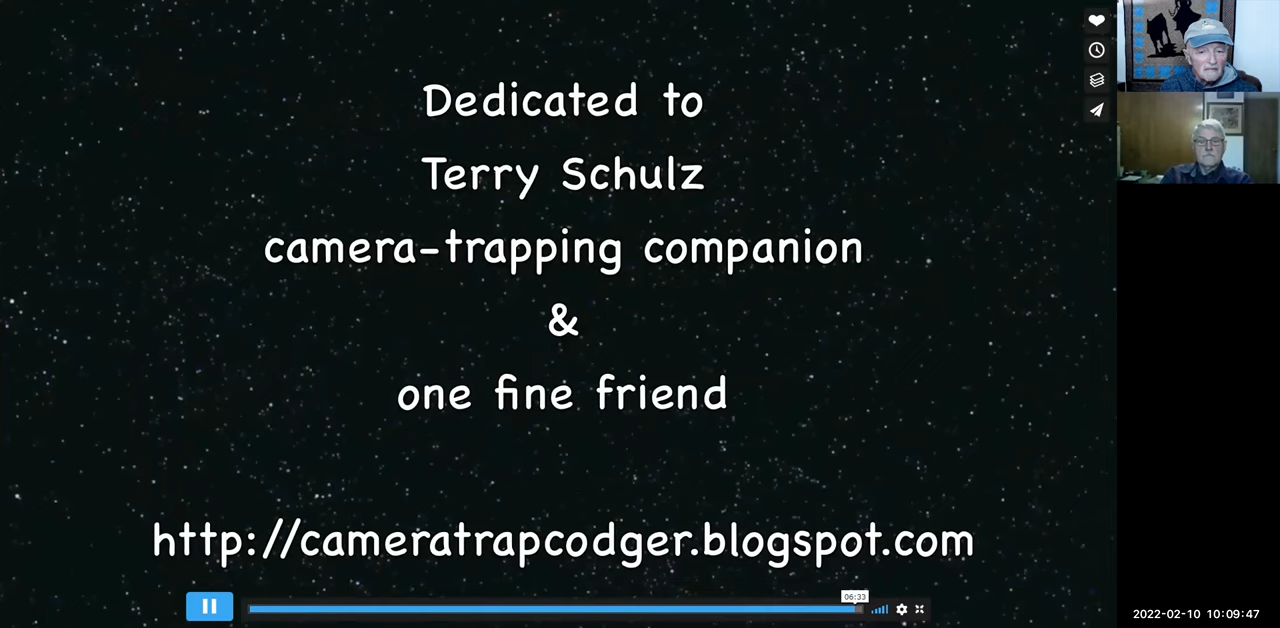 Dedicated to
Terry Schulz
camera-trapping companion
&
one fine friend
http://cameratrapcodger.blogspot.com
06:33
2022-02-10 10:09:47